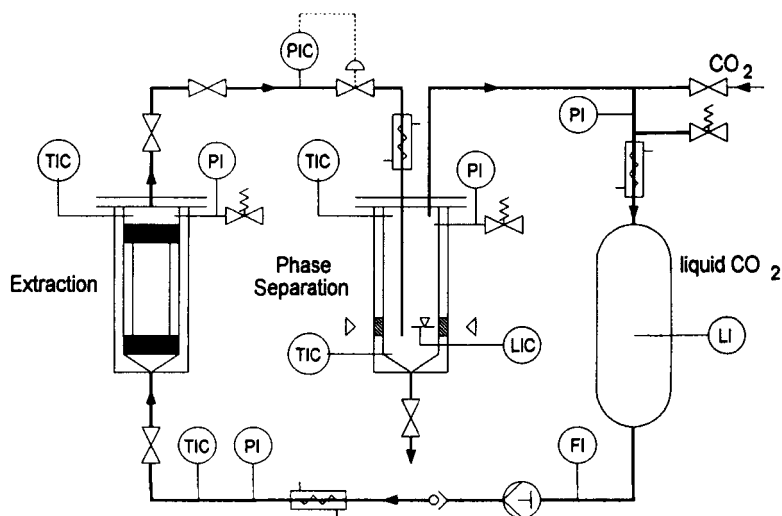 PIC
CO2
PI
TIC
PI
TIC
PI
Extraction
Phase
Separation
liquid CO2
TIC
LIC
LI
TIC
PI
FI